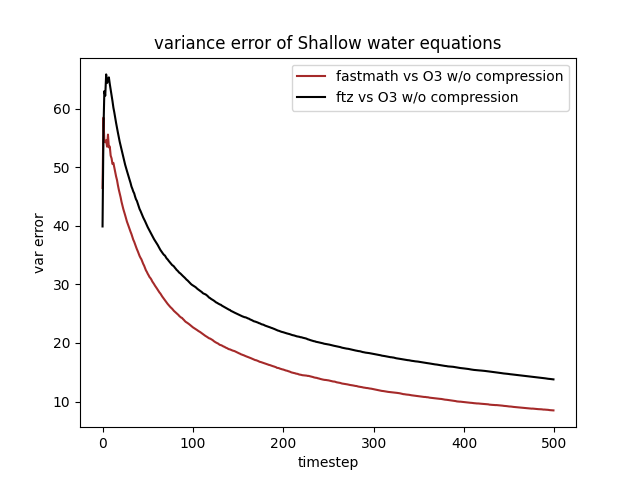 variance error of Shallow water equations
fastmath vs O3 w/o compression
ftz vs O3 w/o compression
var error
60
50
40
30
20
10
0 100 200 300 400 500
timestep